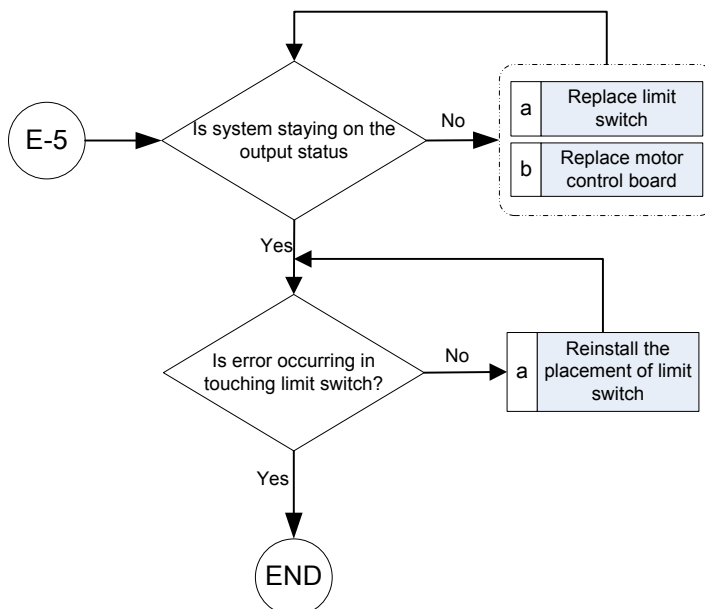 E-5
Is system staying on the
output status
No
a
Replace limit
switch
b
Replace motor
control board
Yes
Is error occurring in
touching limit switch?
No
a
Reinstall the
placement of limit
switch
Yes
END